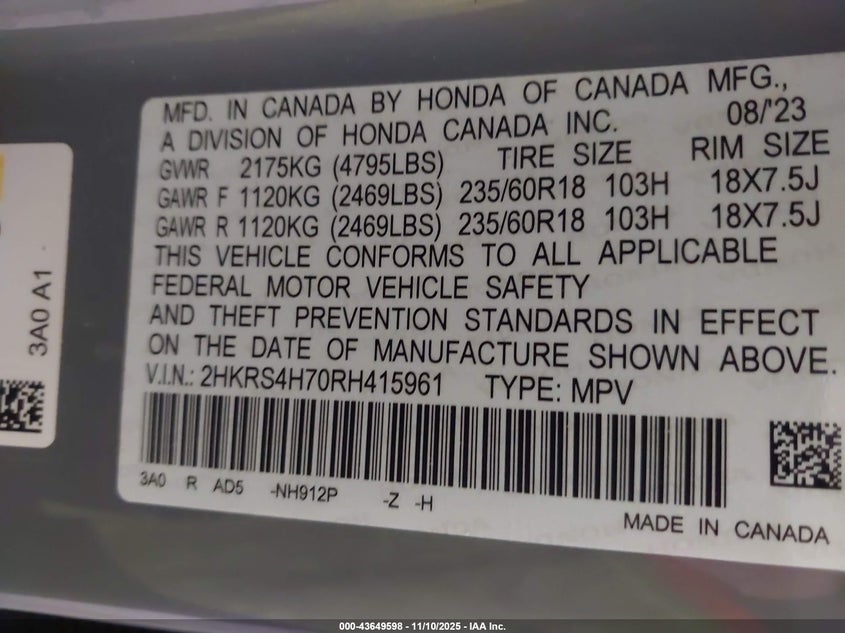 MFD. IN CANADA BY HONDA OF CANADA MFG.,
A DIVISION OF HONDA CANADA INC. 08/'23
GVWR 2175KG (4795LBS) TIRE SIZE RIM SIZE
GAWR F 1120KG (2469LBS) 235/60R18 103H 18X7.5J
GAWR R 1120KG (2469LBS) 235/60R18 103H 18X7.5J
THIS VEHICLE CONFORMS TO ALL APPLICABLE
FEDERAL MOTOR VEHICLE SAFETY
AND THEFT PREVENTION STANDARDS IN EFFECT
ON THE DATE OF MANUFACTURE SHOWN ABOVE.
V.I.N.: 2HKRS4H70RH415961 TYPE: MPV
3A0 R AD5 -NH912P -Z -H
MADE IN CANADA
3A0 A1
000-43649598 - 11/10/2025 - IAA Inc.